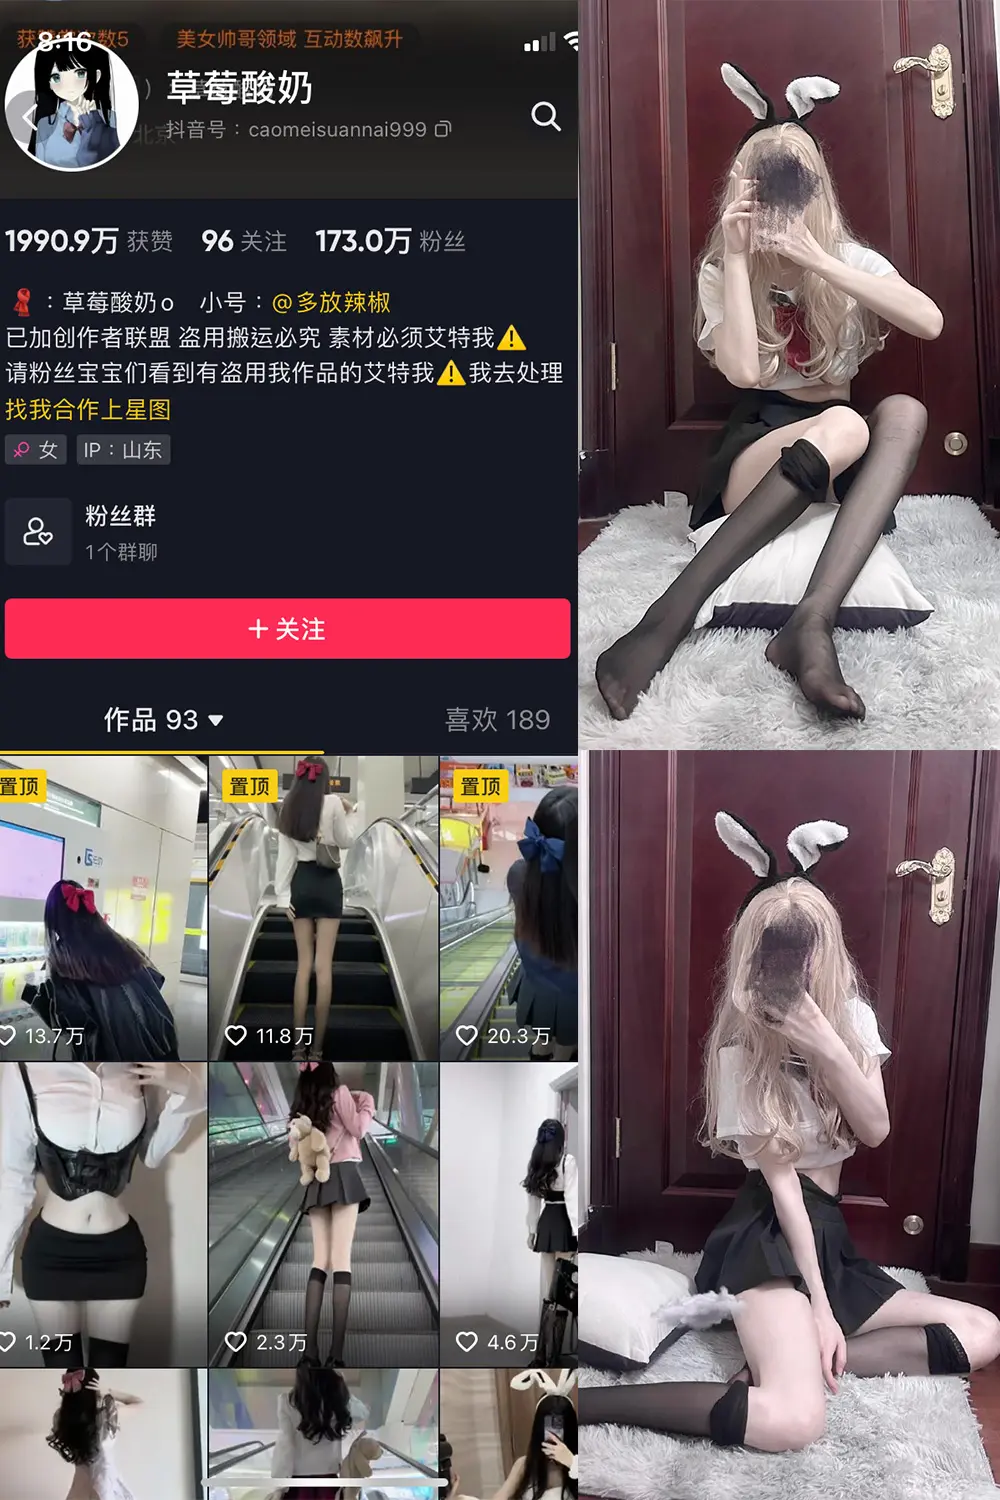 获赞 次数5 美女帅哥领域 互动数飙升
8:16
草莓酸奶
北京
抖音号：caomeisuannai999
1990.9万 获赞 96 关注 173.0万 粉丝
：草莓酸奶o 小号：@多放辣椒
已加创作者联盟 盗用搬运必究 素材必须艾特我
请粉丝宝宝们看到有盗用我作品的艾特我 我去处理
找我合作上星图
女 IP：山东
粉丝群
1个群聊
+关注
作品 93 喜欢 189
置顶 置顶 置顶
13.7万 11.8万 20.3万
1.2万 2.3万 4.6万